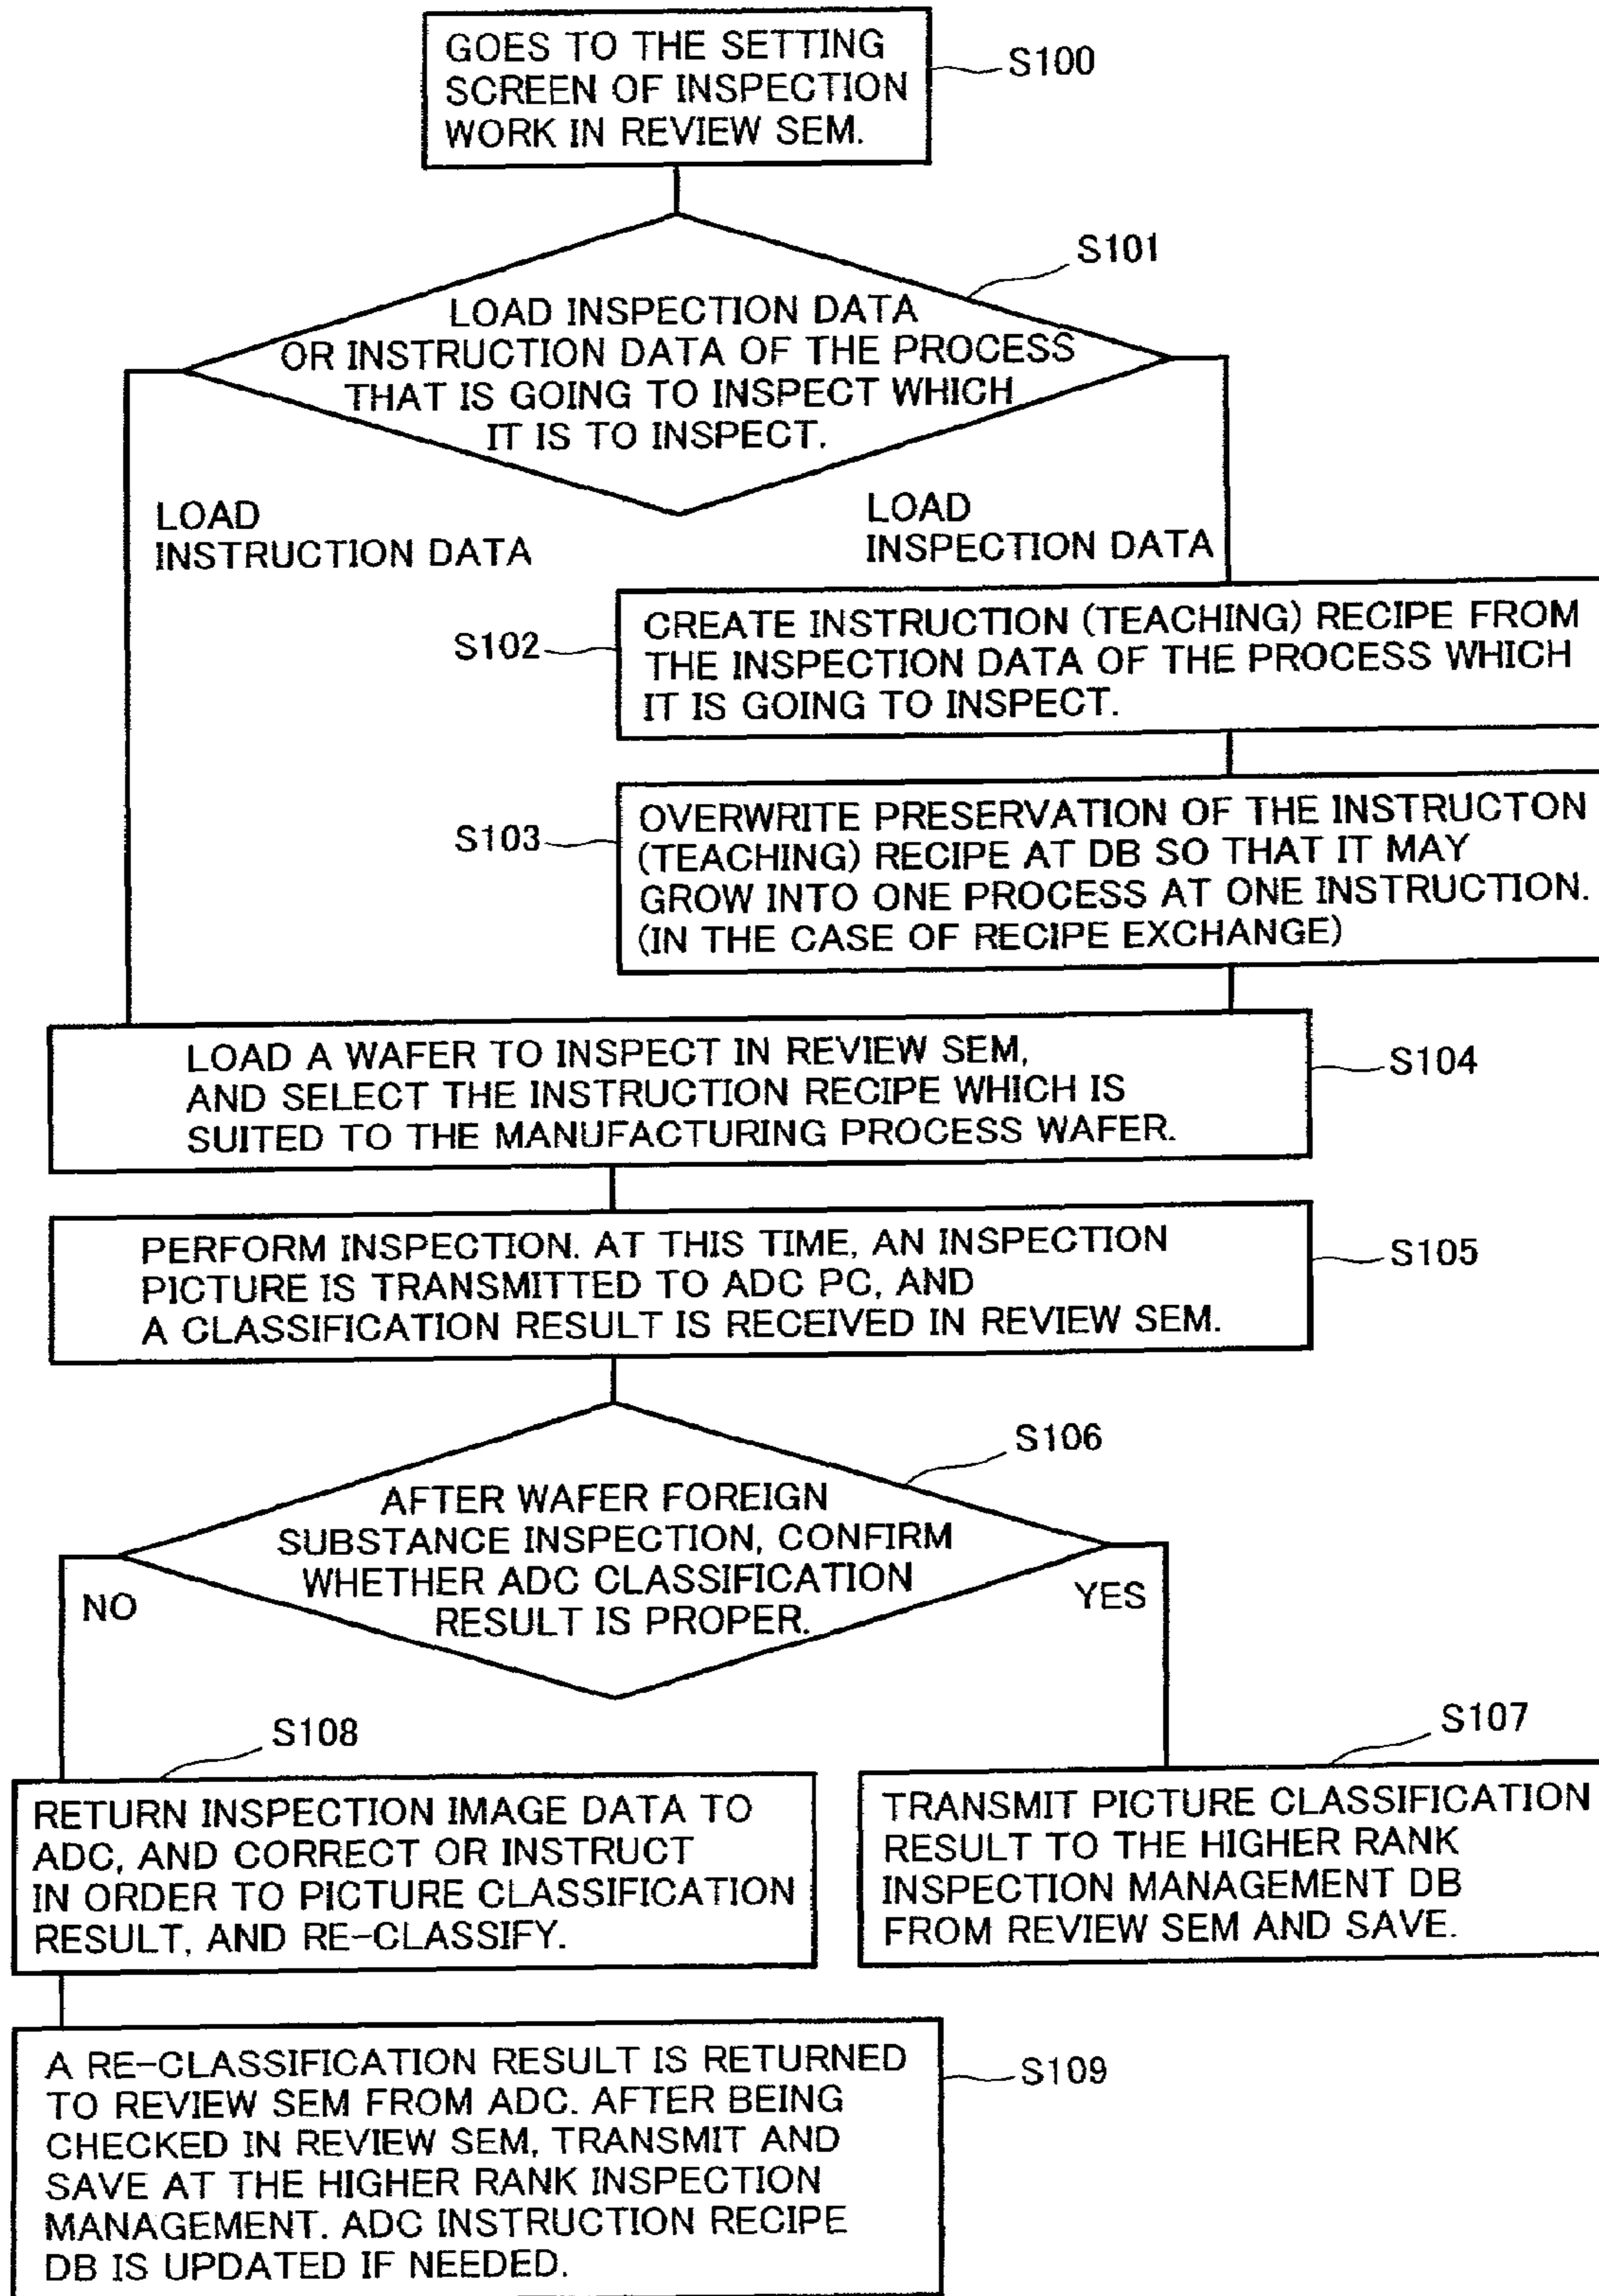 GOES TO THE SETTING
SCREEN OF INSPECTION
WORK IN REVIEW SEM.
S100
S101
LOAD INSPECTION DATA
OR INSTRUCTION DATA OF THE PROCESS
THAT IS GOING TO INSPECT WHICH
IT IS TO INSPECT.
LOAD
INSTRUCTION DATA
LOAD
INSPECTION DATA
S102
CREATE INSTRUCTION (TEACHING) RECIPE FROM
THE INSPECTION DATA OF THE PROCESS WHICH
IT IS GOING TO INSPECT.
S103
OVERWRITE PRESERVATION OF THE INSTRUCTON
(TEACHING) RECIPE AT DB SO THAT IT MAY
GROW INTO ONE PROCESS AT ONE INSTRUCTION.
(IN THE CASE OF RECIPE EXCHANGE)
LOAD A WAFER TO INSPECT IN REVIEW SEM,
AND SELECT THE INSTRUCTION RECIPE WHICH IS
SUITED TO THE MANUFACTURING PROCESS WAFER.
S104
PERFORM INSPECTION. AT THIS TIME, AN INSPECTION
PICTURE IS TRANSMITTED TO ADC PC, AND
A CLASSIFICATION RESULT IS RECEIVED IN REVIEW SEM.
S105
S106
AFTER WAFER FOREIGN
SUBSTANCE INSPECTION, CONFIRM
WHETHER ADC CLASSIFICATION
RESULT IS PROPER.
NO
YES
S108
RETURN INSPECTION IMAGE DATA TO
ADC, AND CORRECT OR INSTRUCT
IN ORDER TO PICTURE CLASSIFICATION
RESULT, AND RE-CLASSIFY.
S107
TRANSMIT PICTURE CLASSIFICATION
RESULT TO THE HIGHER RANK
INSPECTION MANAGEMENT DB
FROM REVIEW SEM AND SAVE.
A RE-CLASSIFICATION RESULT IS RETURNED
TO REVIEW SEM FROM ADC. AFTER BEING
CHECKED IN REVIEW SEM, TRANSMIT AND
SAVE AT THE HIGHER RANK INSPECTION
MANAGEMENT. ADC INSTRUCTION RECIPE
DB IS UPDATED IF NEEDED.
S109